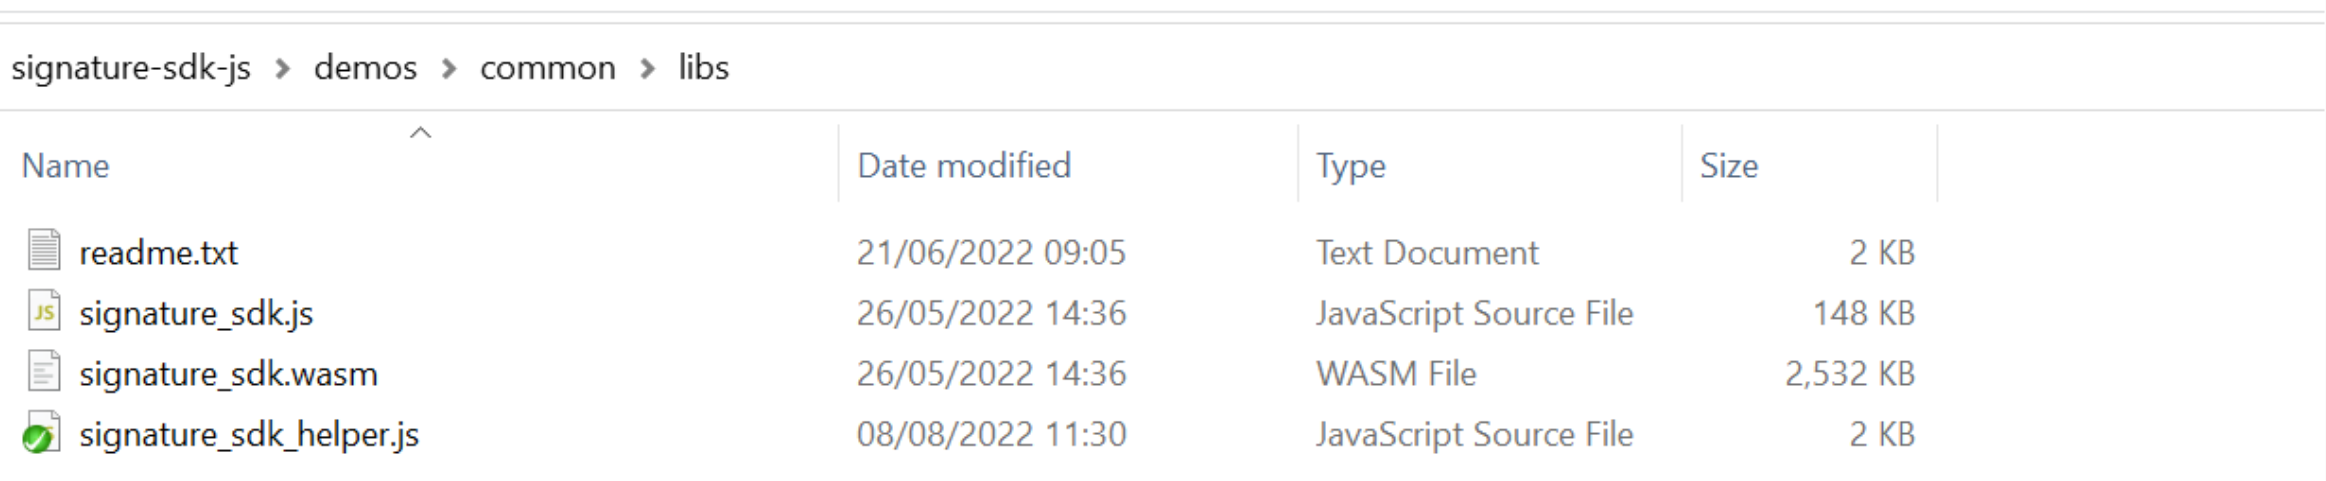 signature-sdk-js > demos > common > libs
Name Date modified Type Size
readme.txt 21/06/2022 09:05 Text Document 2 KB
JS signature_sdk.js 26/05/2022 14:36 JavaScript Source File 148 KB
signature_sdk.wasm 26/05/2022 14:36 WASM File 2,532 KB
signature_sdk_helper.js 08/08/2022 11:30 JavaScript Source File 2 KB